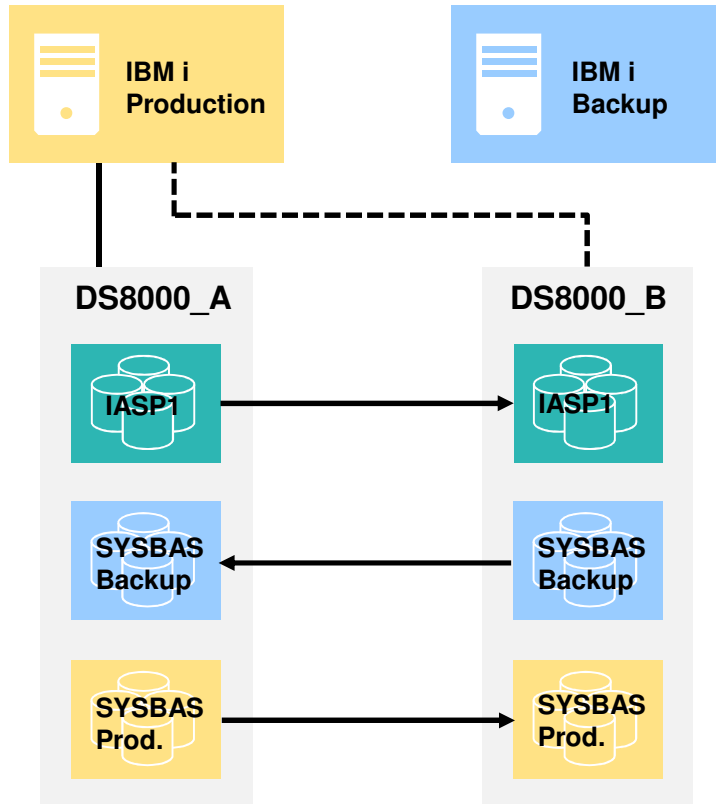 IBM i
Production
IBM i
Backup
DS8000_A
DS8000_B
IASP1
IASP1
SYSBAS
Backup
SYSBAS
Backup
SYSBAS
Prod.
SYSBAS
Prod.